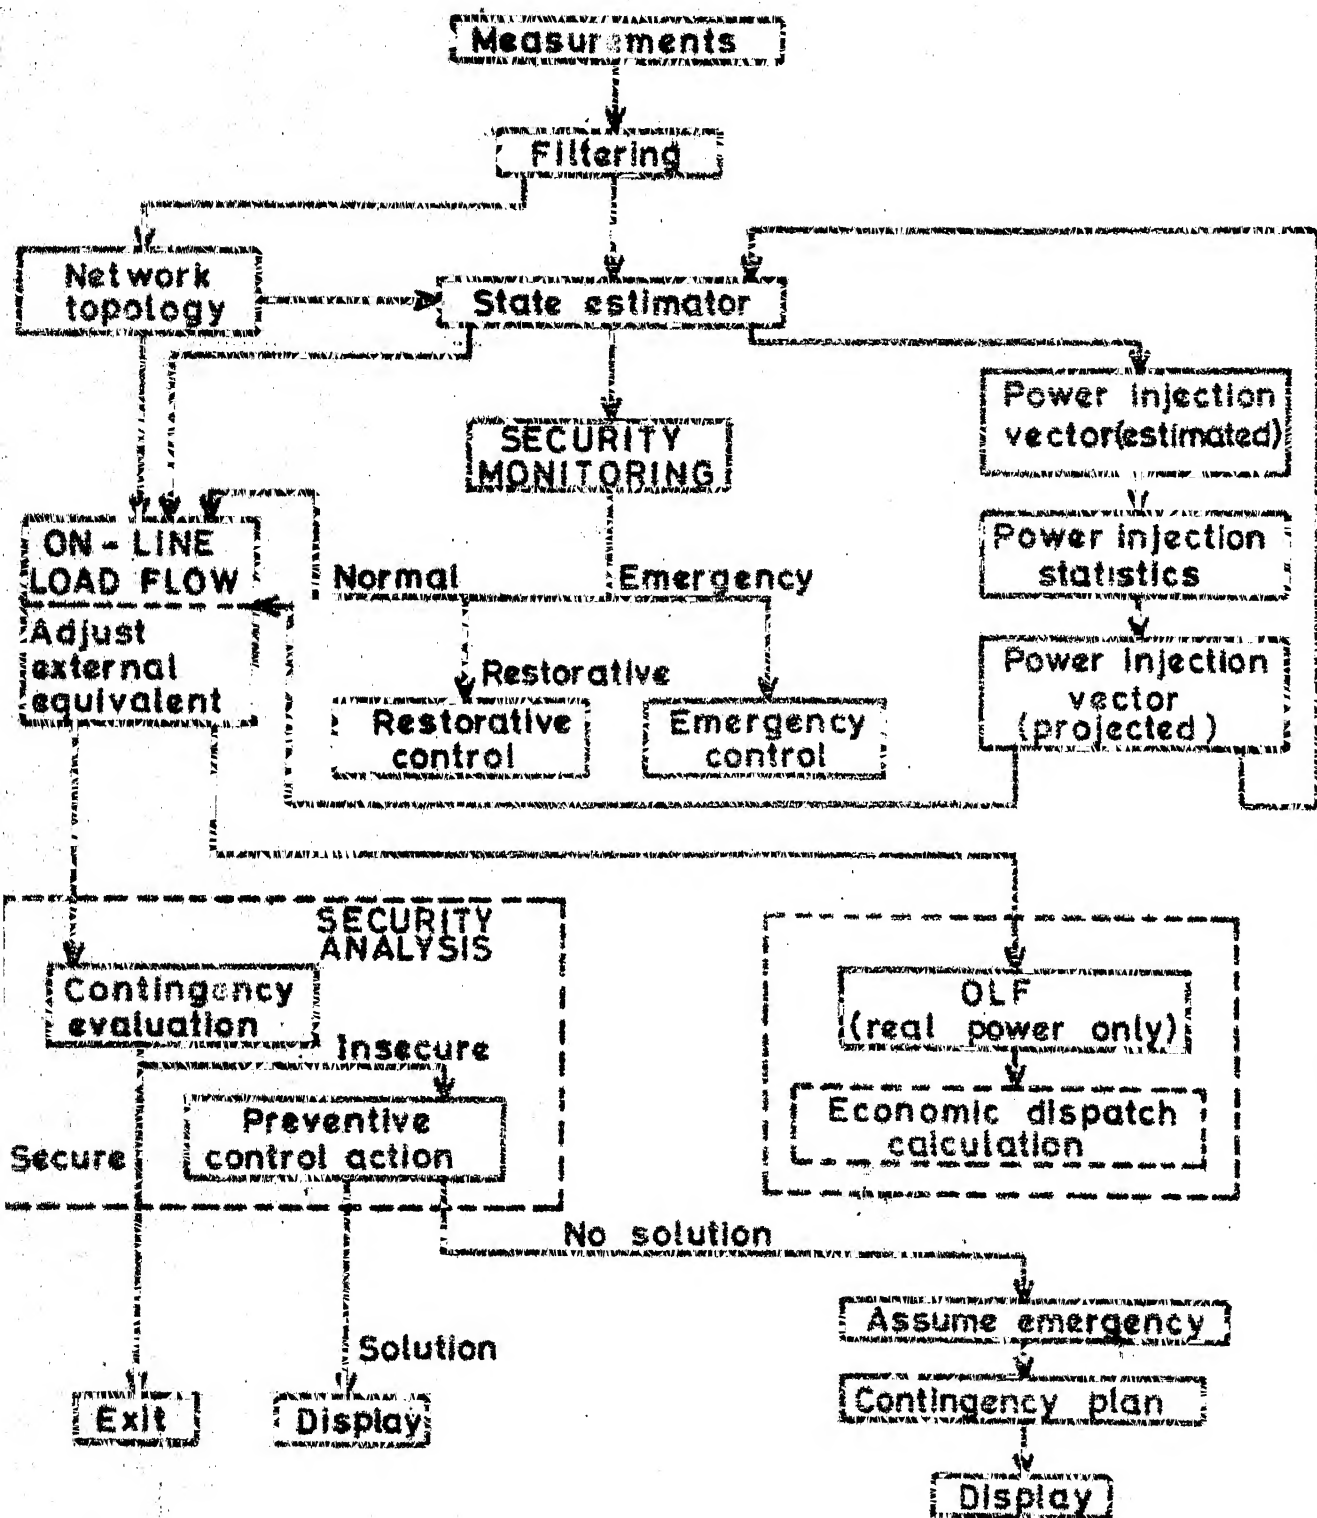 Measurements
Filtering
Network
topology
State estimator
Power injection
vector(estimated)
SECURITY
MONITORING
ON-LINE
LOAD FLOW
Adjust
external
equivalent
Power injection
statistics
Normal
Emergency
Restorative
Restorative
control
Emergency
control
Power injection
vector
(projected)
SECURITY
ANALYSIS
Contingency
evaluation
Insecure
Secure
Preventive
control action
OLF
(real power only)
Economic dispatch
calculation
No solution
Solution
Assume emergency
Contingency plan
Exit
Display
Display